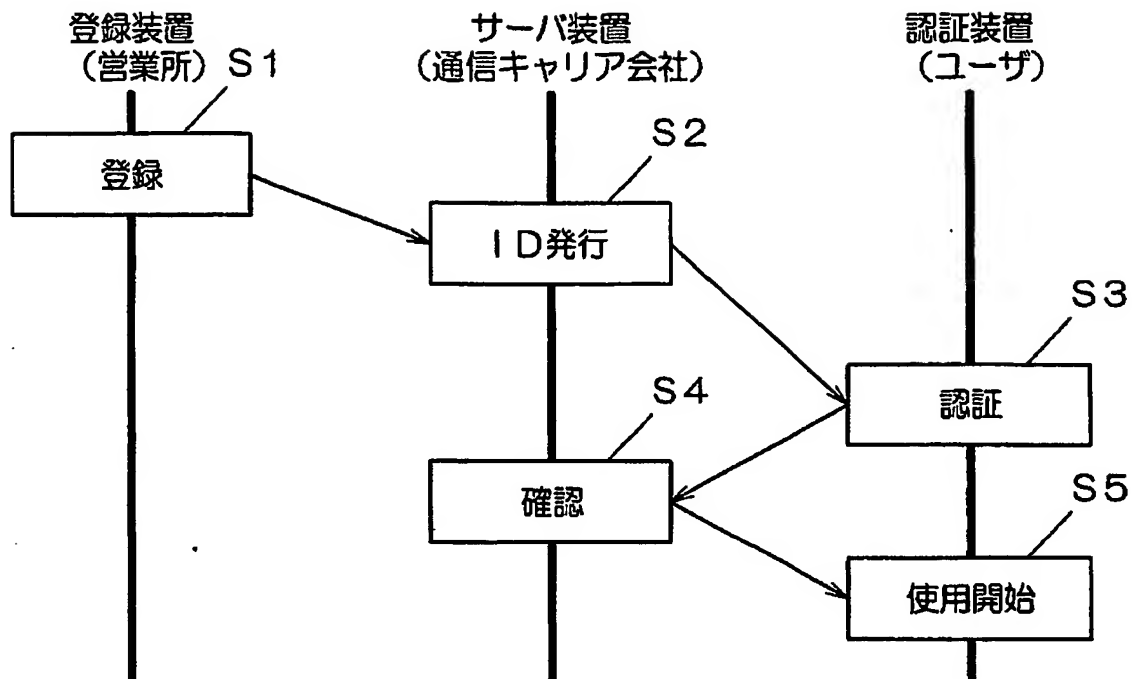 登録装置
(営業所)
サーバ装置
(通信キャリア会社)
認証装置
(ユーザ)
S1
登録
S2
ID発行
S3
認証
S4
確認
S5
使用開始